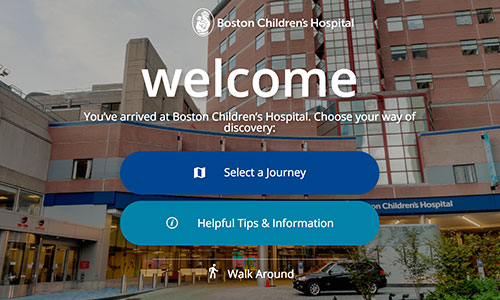 Boston Children's Hospital
welcome
You've arrived at Boston Children's Hospital. Choose your way of
discovery:
Select a Journey
Boston Children's Hospital
Helpful Tips & Information
Walk Around